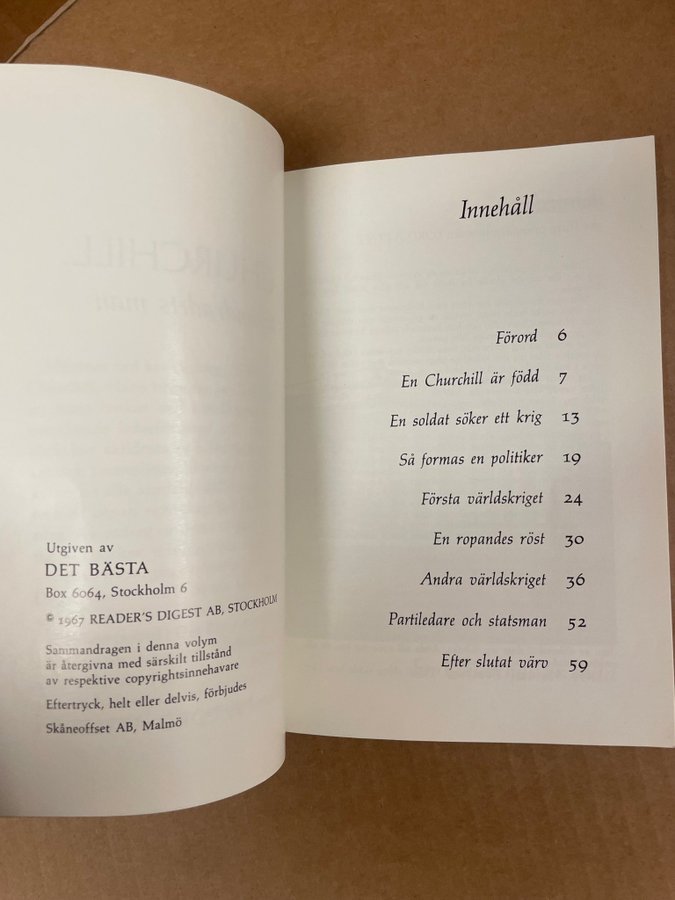 Utgiven av
DET BÄSTA
Box 6064, Stockholm 6
© 1967 READER'S DIGEST AB, STOCKHOLM
Sammandragen i denna volym
är återgivna med särskilt tillstånd
av respektive copyrightsinnehavare
Eftertryck, helt eller delvis, förbjudes
Skåneoffset AB, Malmö
Innehåll
Förord 6
En Churchill är född 7
En soldat söker ett krig 13
Så formas en politiker 19
Första världskriget 24
En ropandes röst 30
Andra världskriget 36
Partiledare och statsman 52
Efter slutat värv 59